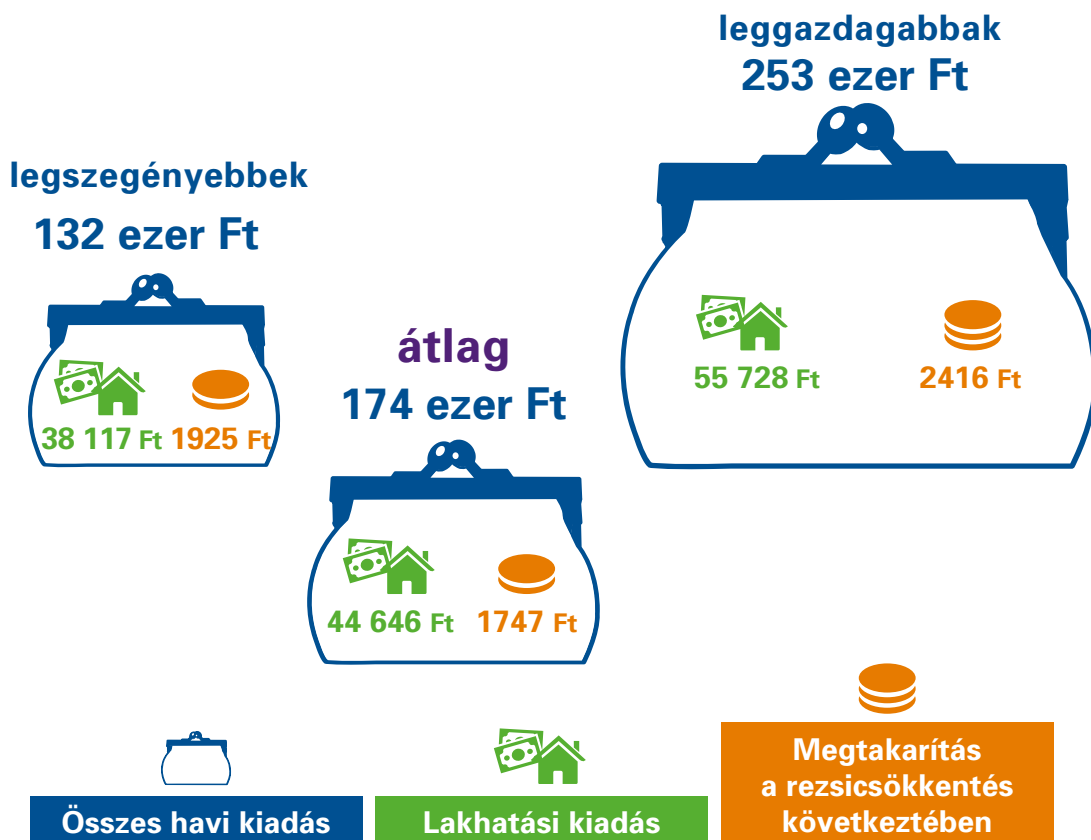 legszegényebbek
132 ezer Ft
38 117 Ft 1925 Ft
átlag
174 ezer Ft
44 646 Ft 1747 Ft
leggazdagabbak
253 ezer Ft
55 728 Ft 2416 Ft
Összes havi kiadás
Lakhatási kiadás
Megtakarítás
a rezsicsökkentés
következtében